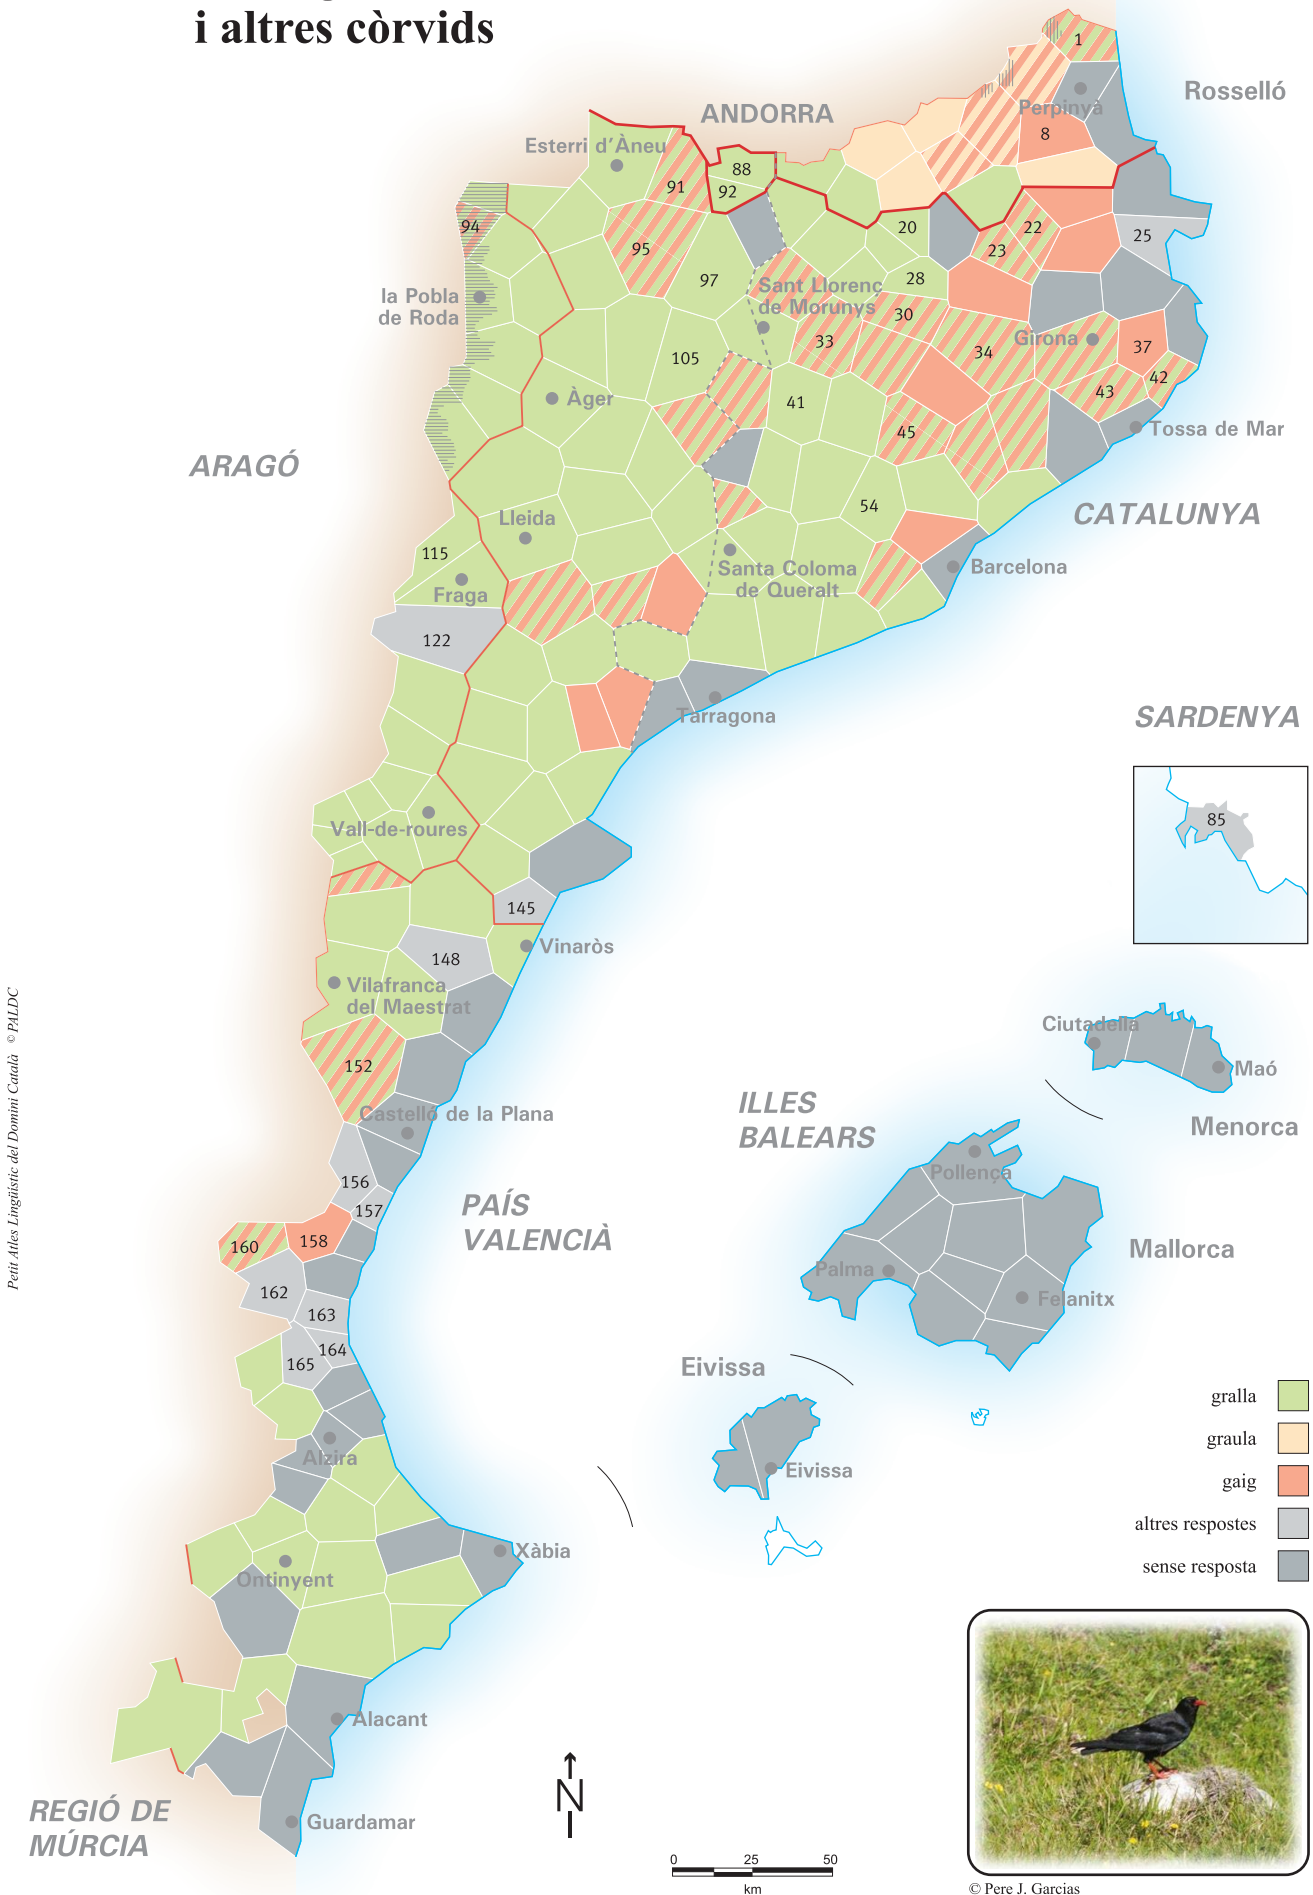 i altres còrvids
ANDORRA
Rosselló
Perpinyà
Esterri d'Àneu
la Pobla
de Roda
Sant Llorenç
de Morunys
Girona
Àger
Tossa de Mar
ARAGÓ
CATALUNYA
Lleida
Fraga
Santa Coloma
de Queralt
Barcelona
Tarragona
SARDENYA
Vall-de-roures
Vinaròs
Vilafranca
del Maestrat
Castelló de la Plana
PAÍS
VALENCIÀ
ILLES
BALEARS
Ciutadella
Maó
Menorca
Pollença
Mallorca
Palma
Felanitx
Eivissa
Eivissa
Alzira
Xàbia
Ontinyent
Alacant
Guardamar
REGIÓ DE
MÚRCIA
1
8
88
91
92
94
95
97
20
22
23
25
28
30
33
34
37
41
42
43
45
54
105
115
122
85
145
148
152
156
157
158
160
162
163
164
165
gralla
graula
gaig
altres respostes
sense resposta
N
0 25 50
km
© Pere J. Garcias
Petit Atles Lingüístic del Domini Català © PALDC